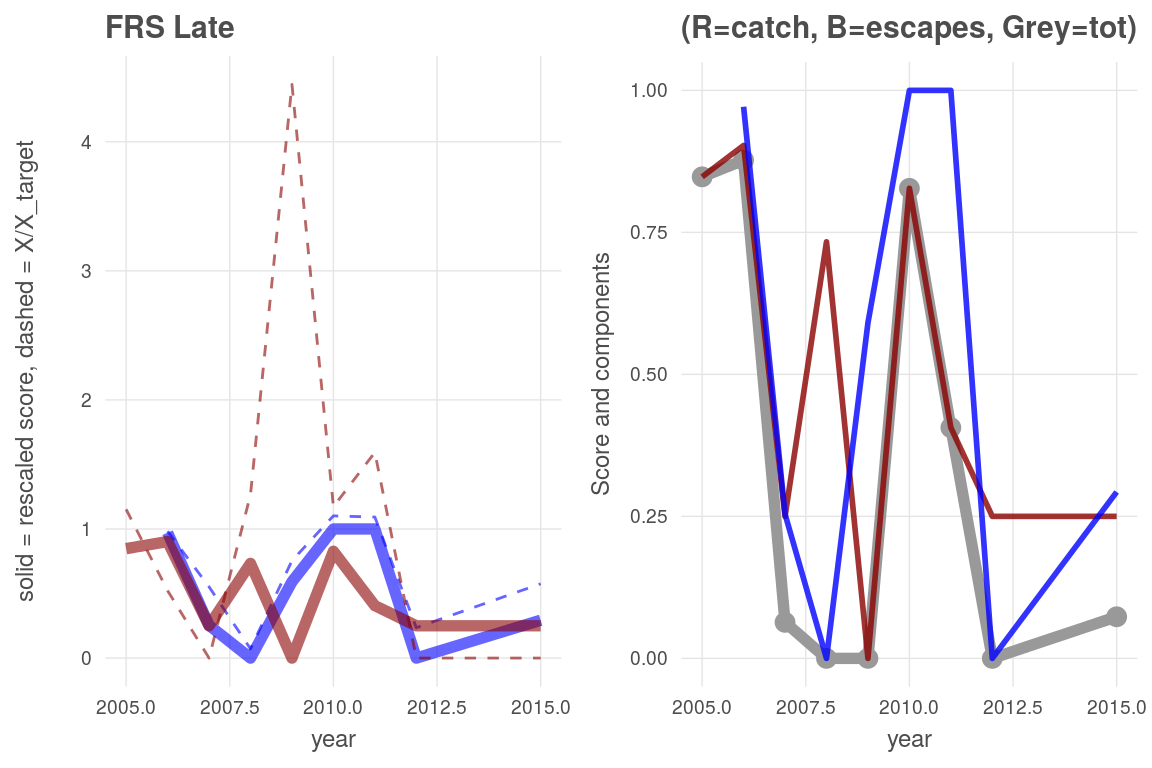 FRS Late
solid = rescaled score, dashed = X/X_target
4
3
2
1
0
2005.0 2007.5 2010.0 2012.5 2015.0
year
(R=catch, B=escapes, Grey=tot)
Score and components
1.00
0.75
0.50
0.25
0.00
2005.0 2007.5 2010.0 2012.5 2015.0
year